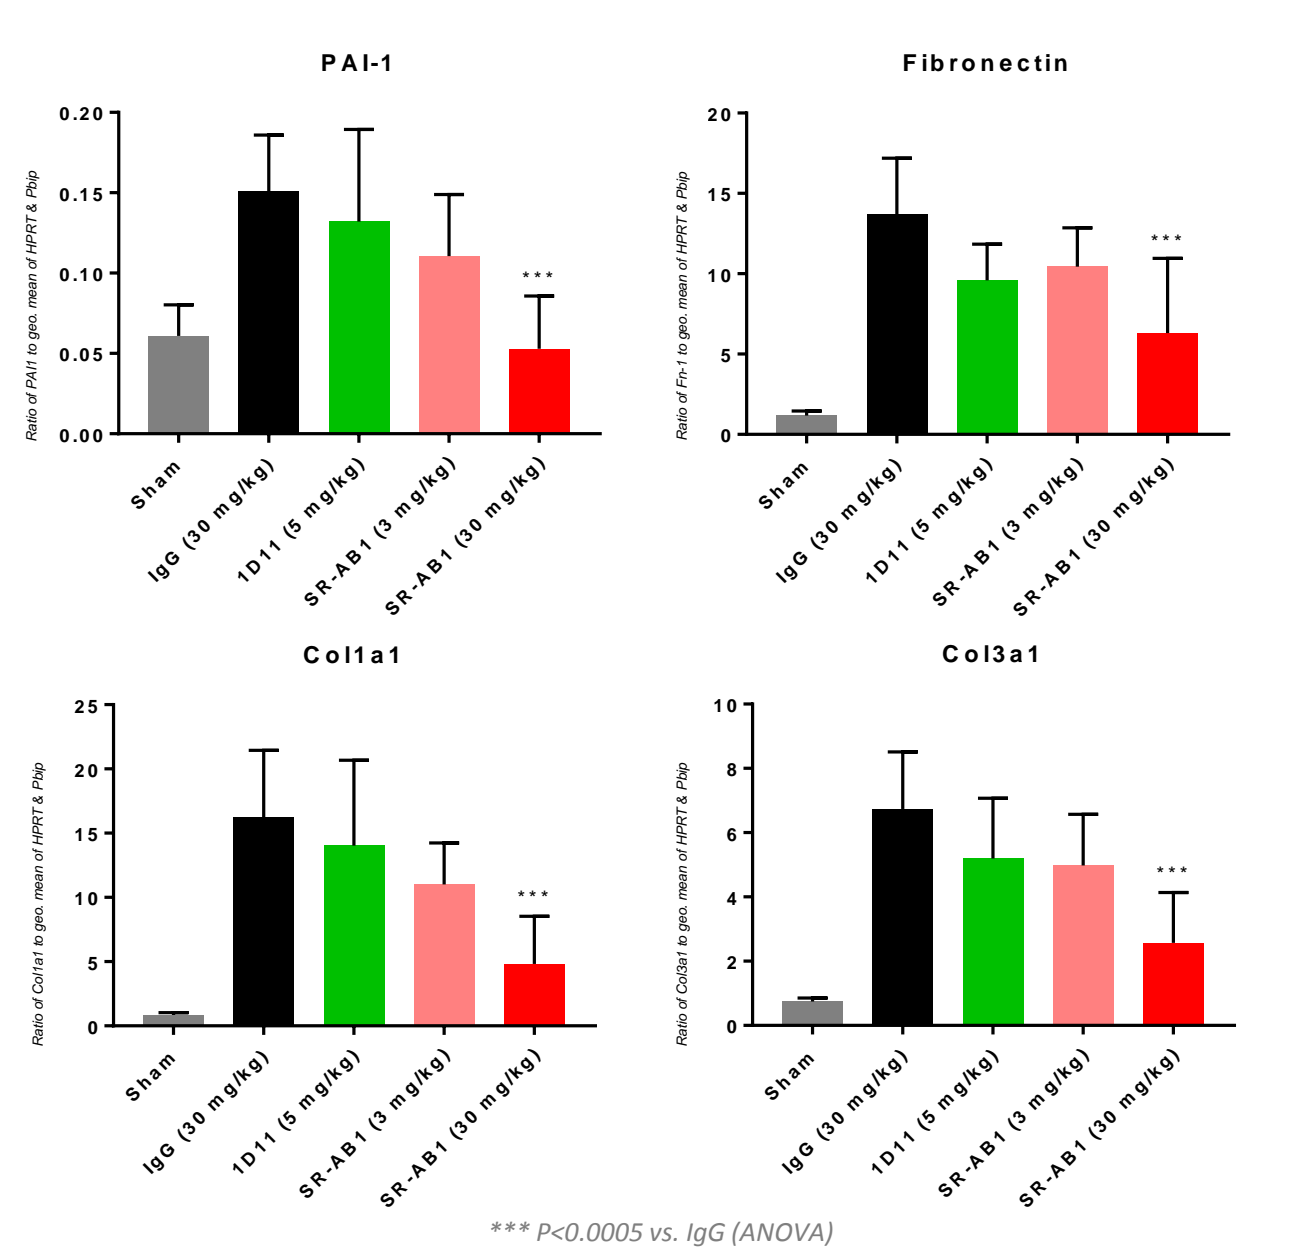 PAI-1
Ratio of PAI1 to geo. mean of HPRT & Pbip
0.20
0.15
0.10
0.05
0.00
***
Sham
IgG (30 mg/kg)
1D11 (5 mg/kg)
SR-AB1 (3 mg/kg)
SR-AB1 (30 mg/kg)
Fibronectin
Ratio of Fn-1 to geo. mean of HPRT & Pbip
20
15
10
5
0
***
Sham
IgG (30 mg/kg)
1D11 (5 mg/kg)
SR-AB1 (3 mg/kg)
SR-AB1 (30 mg/kg)
Col1a1
Ratio of Col1a1 to geo. mean of HPRT & Pbip
25
20
15
10
5
0
***
Sham
IgG (30 mg/kg)
1D11 (5 mg/kg)
SR-AB1 (3 mg/kg)
SR-AB1 (30 mg/kg)
Col3a1
Ratio of Col3a1 to geo. mean of HPRT & Pbip
10
8
6
4
2
0
***
Sham
IgG (30 mg/kg)
1D11 (5 mg/kg)
SR-AB1 (3 mg/kg)
SR-AB1 (30 mg/kg)
*** P<0.0005 vs. IgG (ANOVA)